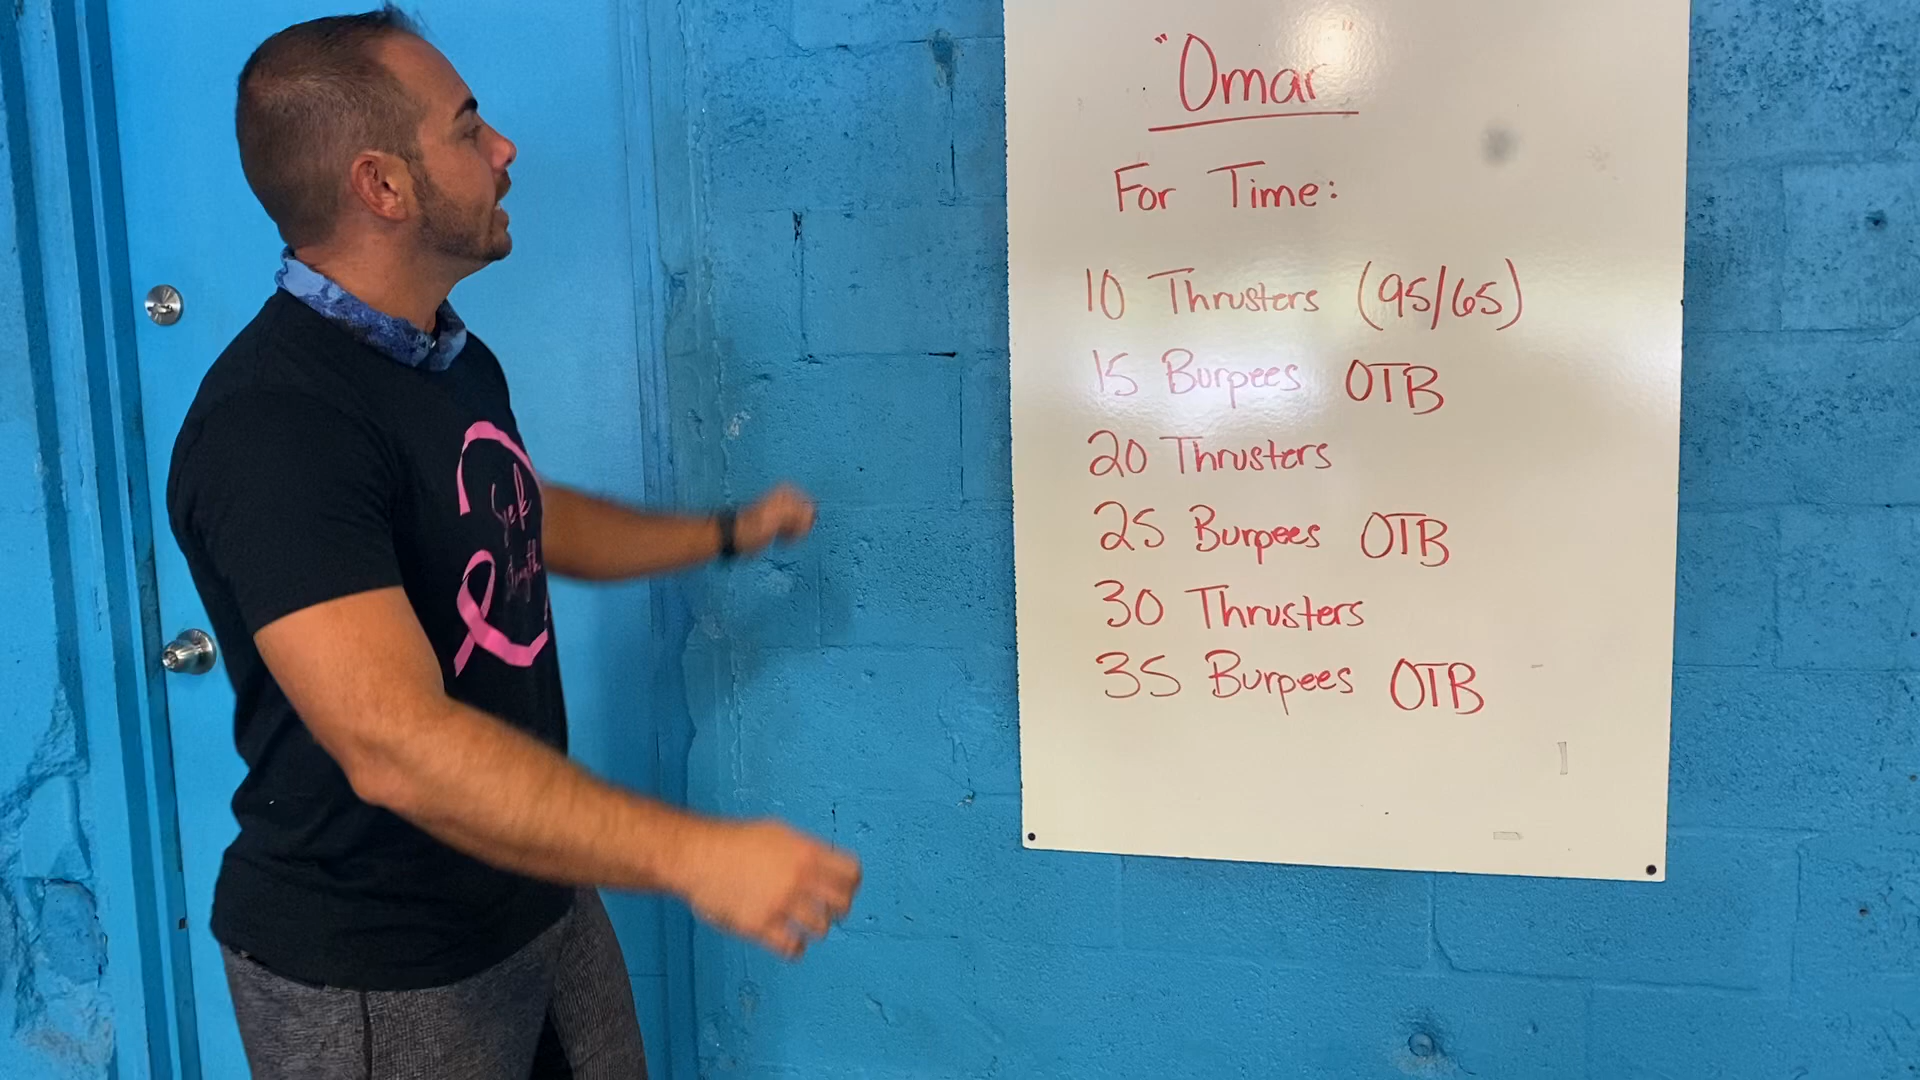 "Omar"
For Time:
10 Thrusters (95/65)
15 Burpees OTB
20 Thrusters
25 Burpees OTB
30 Thrusters
35 Burpees OTB